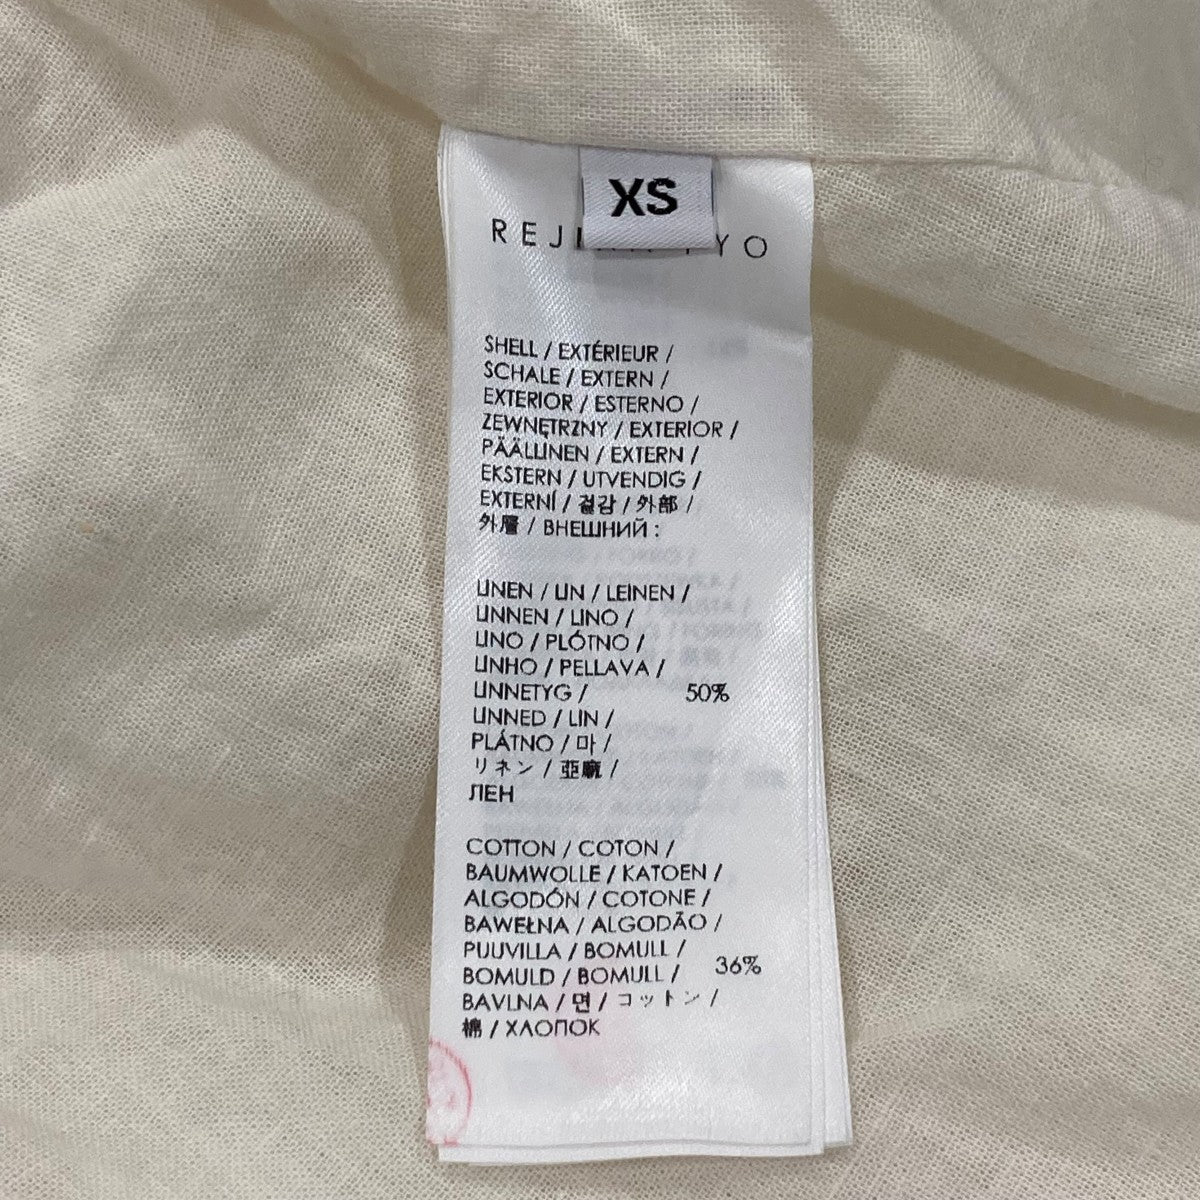 XS
SHELL / EXTÉRIEUR /
SCHALE / EXTERN /
EXTERIOR / ESTERNO /
ZEWNĘTRZNY / EXTERIOR /
PÄÄLLINEN / EXTERN /
EKSTERN / UTVENDIG /
EXTERNÍ / 겉감 / 外部 /
外層 / ВНЕШНИЙ :
LINEN / LIN / LEINEN /
LINNEN / LINO /
LINO / PLÓTNO /
LINHO / PELLAVA /
LINNETYG / 50%
LINNED / LIN /
PLÁTNO / 마 /
リネン / 亞麻 /
ЛЕН
COTTON / COTON /
BAUMWOLLE / KATOEN /
ALGODÓN / COTONE /
BAWEŁNA / ALGODÃO /
PUUVILLA / BOMULL /
BOMULD / BOMULL / 36%
BAVLNA / 면 / コットン /
棉 / ХЛОПОК